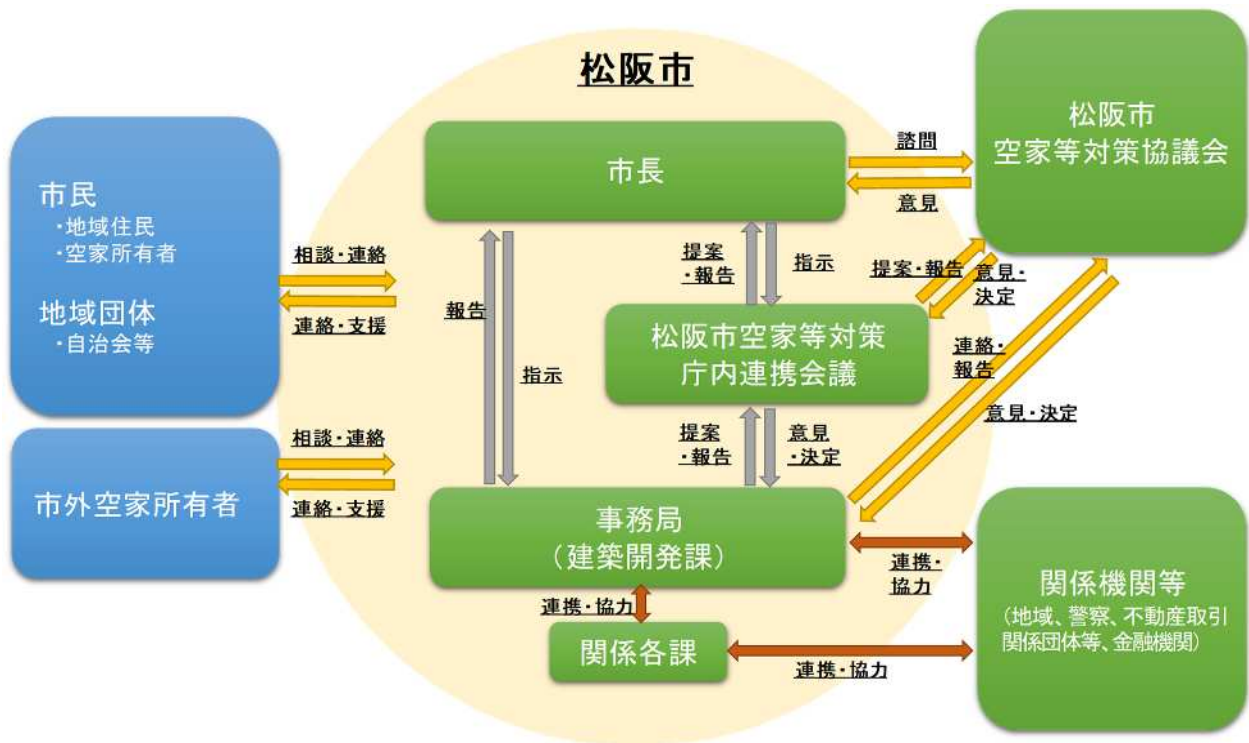 松阪市
市長
諮問
意見
松阪市
空家等対策協議会
市民
・地域住民
・空家所有者
地域団体
・自治会等
相談・連絡
連絡・支援
報告
指示
提案
・報告
指示
提案・報告
意見・
決定
松阪市空家等対策
庁内連携会議
連絡・
報告
意見・決定
提案
・報告
意見
・決定
市外空家所有者
相談・連絡
連絡・支援
事務局
（建築開発課）
連携・
協力
連携・協力
関係各課
連携・協力
関係機関等
（地域、警察、不動産取引
関係団体等、金融機関）